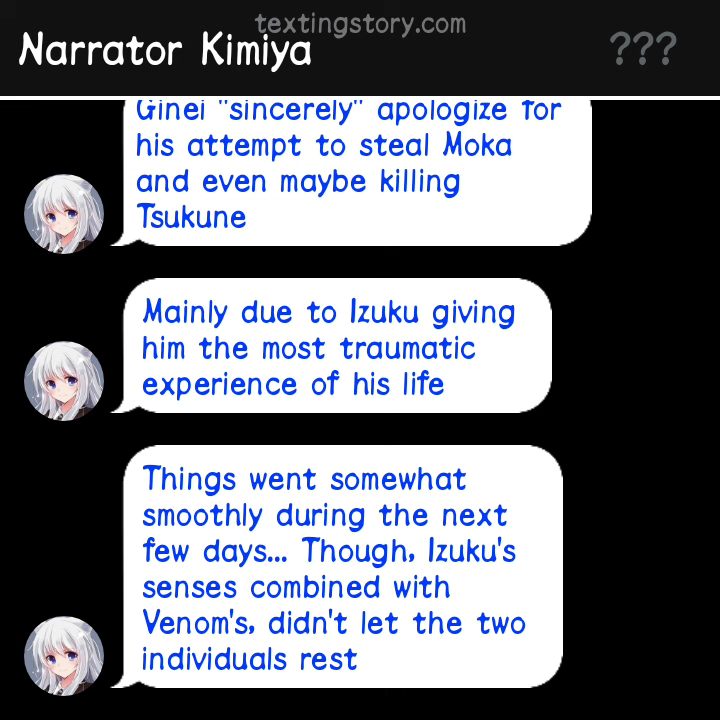 textingstory.com
Narrator Kimiya
???
Ginei "sincerely" apologize for
his attempt to steal Moka
and even maybe killing
Tsukune
Mainly due to Izuku giving
him the most traumatic
experience of his life
Things went somewhat
smoothly during the next
few days... Though, Izuku's
senses combined with
Venom's, didn't let the two
individuals rest